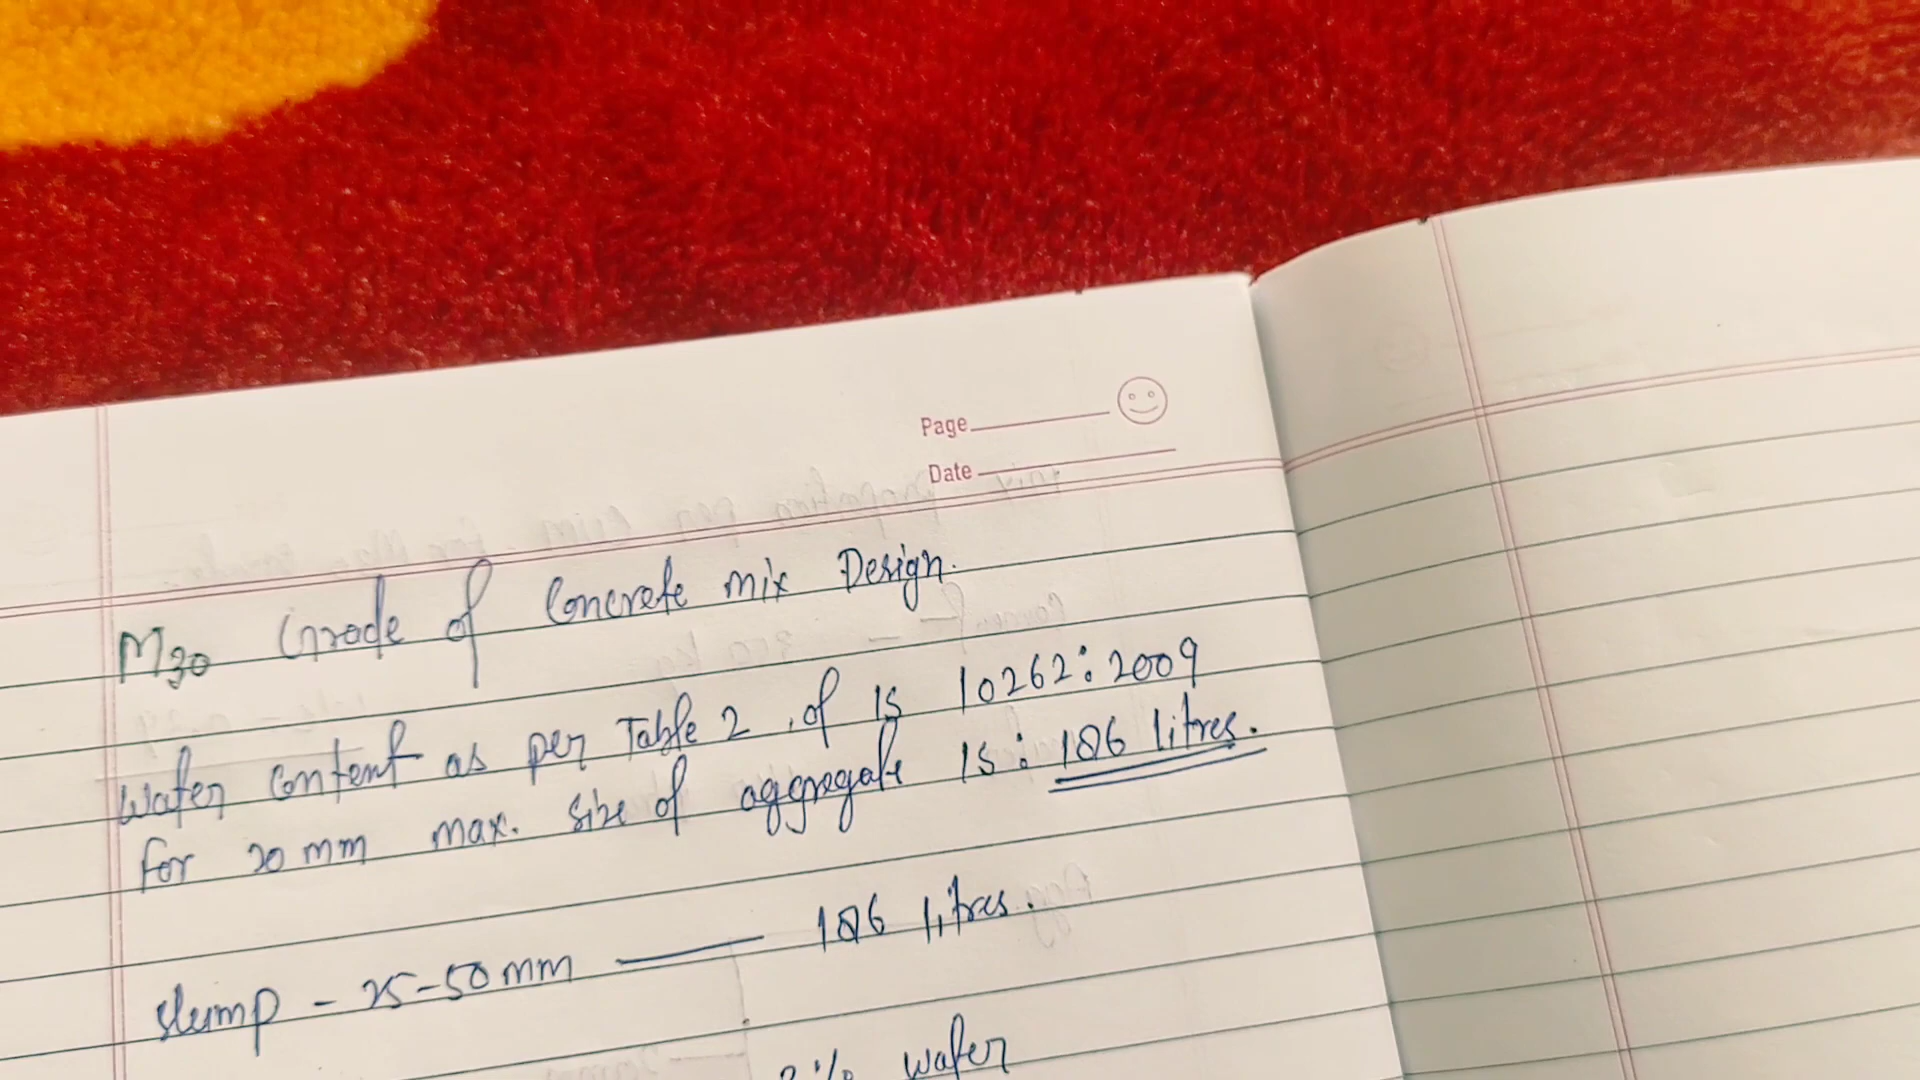 Page
Date
M30 Grade of Concrete mix Design.
Water Content as per Table 2, of IS 10262:2009
for 20 mm max. size of aggregate is: 186 litres.
slump - 25-50 mm —— 186 litres.
% water